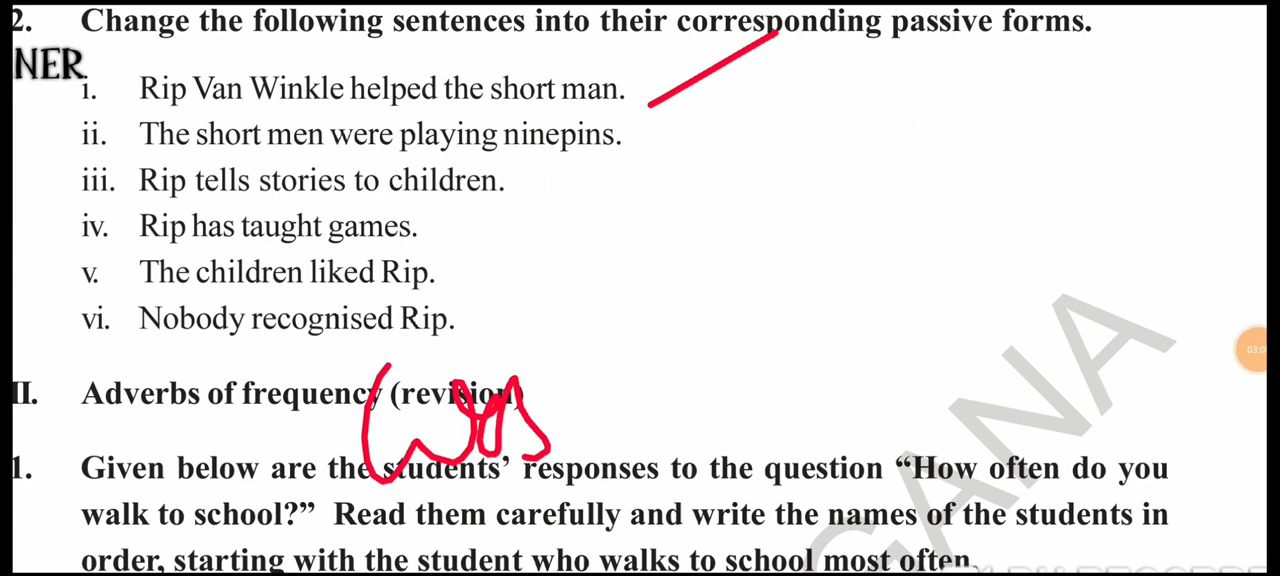 2. Change the following sentences into their corresponding passive forms.
NER
i. Rip Van Winkle helped the short man.
ii. The short men were playing ninepins.
iii. Rip tells stories to children.
iv. Rip has taught games.
v. The children liked Rip.
vi. Nobody recognised Rip.
II. Adverbs of frequency (revision)
was
1. Given below are the students’ responses to the question “How often do you
walk to school?” Read them carefully and write the names of the students in
order, starting with the student who walks to school most often.
GANA